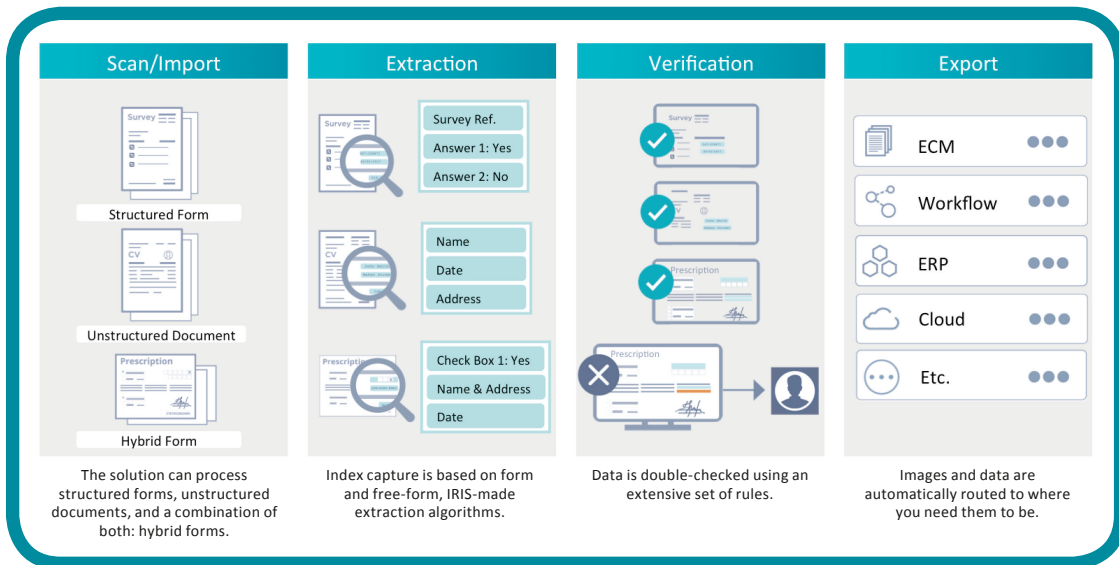 Scan/Import
Survey
Structured Form
CV
Unstructured Document
Prescription
Hybrid Form
The solution can process
structured forms, unstructured
documents, and a combination of
both: hybrid forms.
Extraction
Survey
Survey Ref.
Answer 1: Yes
Answer 2: No
CV
Name
Date
Address
Prescription
Check Box 1: Yes
Name & Address
Date
Index capture is based on form
and free-form, IRIS-made
extraction algorithms.
Verification
Survey
CV
Prescription
Prescription
Data is double-checked using an
extensive set of rules.
Export
ECM
Workflow
ERP
Cloud
Etc.
Images and data are
automatically routed to where
you need them to be.